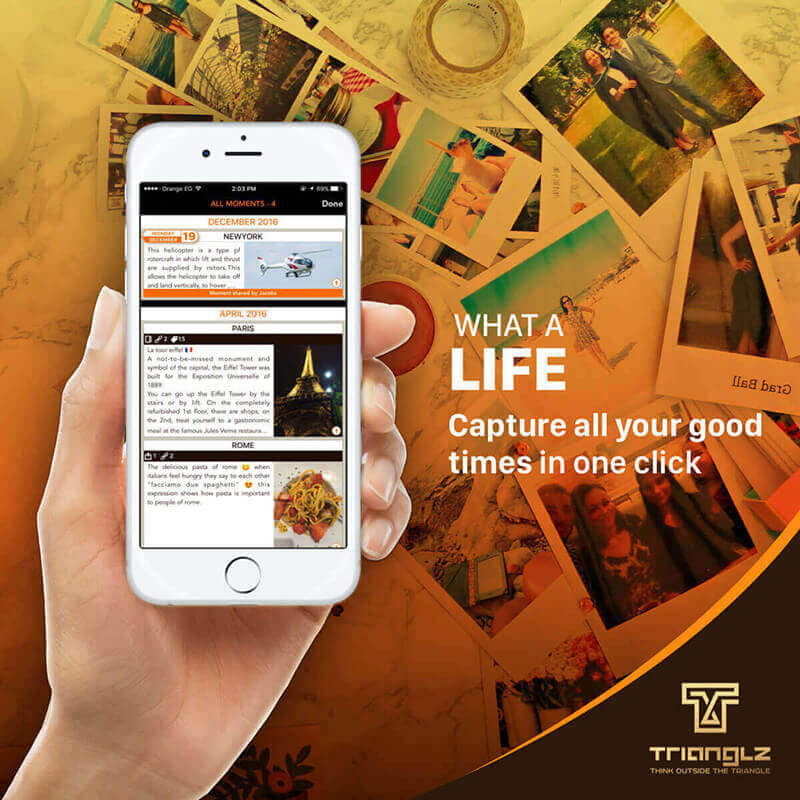 Orange EG
2:03 PM
69%
ALL MOMENTS - 4
Done
DECEMBER 2016
MONDAY
DECEMBER
19
NEWYORK
This helicopter is a type pf
rotorcraft in which lift and thrust
are supplied by rotors.This
allows the helicopter to take off
and land vertically, to hover ....
1
Moment shared by Jacobs
APRIL 2016
PARIS
2
15
La tour eiffel 🇫🇷
A not-to-be-missed monument and
symbol of the capital, the Eiffel Tower was
built for the Exposition Universelle of
1889.
You can go up the Eiffel Tower by the
stairs or by lift. On the completely
refurbished 1st floor, there are shops; on
the 2nd, treat yourself to a gastronomic
meal at the famous Jules Verne restaura...
1
ROME
1
2
The delicious pasta of rome 😋 when
italians feel hungry they say to each other
"facciamo due spaghetti" 😍 this
expression shows how pasta is important
to people of rome.
WHAT A
LIFE
Capture all your good
times in one click
Grad Ball
TrianGLZ
THINK OUTSIDE THE TRIANGLE